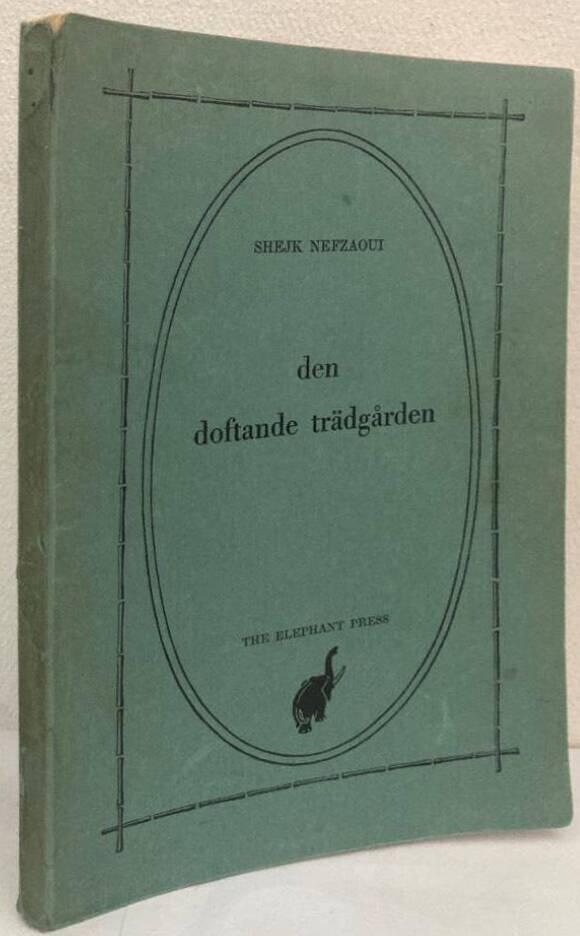 SHEJK NEFZAOUI
den
doftande trädgården
THE ELEPHANT PRESS